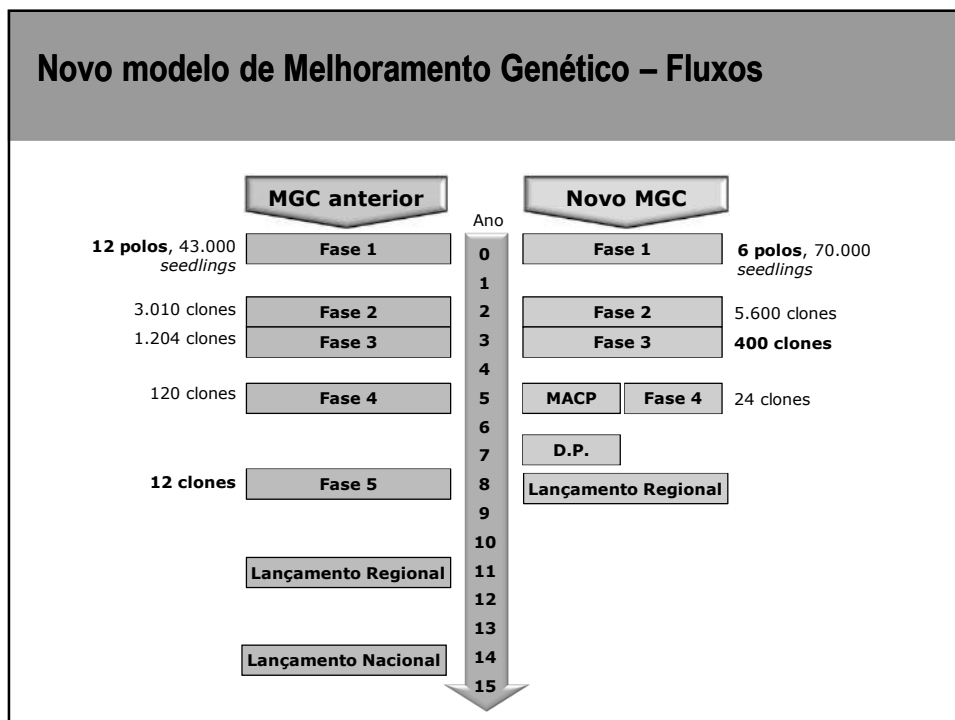 Novo modelo de Melhoramento Genético – Fluxos
MGC anterior
Novo MGC
Ano
12 polos, 43.000
seedlings
Fase 1
0
Fase 1
6 polos, 70.000
seedlings
1
3.010 clones
Fase 2
2
Fase 2
5.600 clones
1.204 clones
Fase 3
3
Fase 3
400 clones
4
120 clones
Fase 4
5
MACP
Fase 4
24 clones
6
7
D.P.
12 clones
Fase 5
8
Lançamento Regional
9
10
Lançamento Regional
11
12
13
Lançamento Nacional
14
15